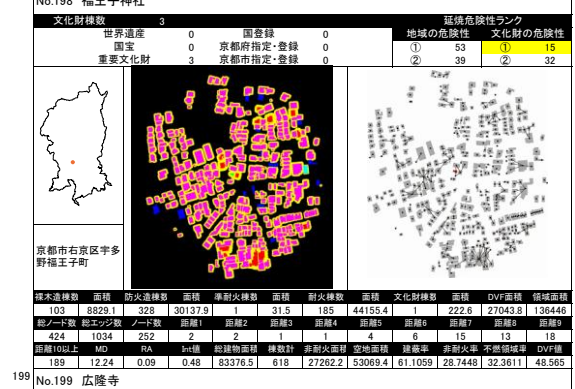 No.198 福王子神社
文化財棟数 3 延焼危険性ランク
世界遺産 0 国登録 0 地域の危険性 文化財の危険性
国宝 0 京都府指定・登録 0 ① 53 ① 15
重要文化財 3 京都市指定・登録 0 ② 39 ② 32
京都市右京区宇多
野福王子町
裸木造棟数 面積 防火造棟数 面積 準耐火棟数 面積 耐火棟数 面積 文化財棟数 面積 DVF面積 領域面積
103 8829.1 328 30137.9 1 31.5 185 44155.4 1 222.6 27043.8 136446
総ノード数 総エッジ数 ノード数 距離1 距離2 距離3 距離4 距離5 距離6 距離7 距離8 距離9
424 1034 252 2 2 1 4 4 6 15 13 18
距離10以上 MD RA Int値 総建物面積 棟数計 非耐火面積 空地面積 建蔽率 非耐火率 不燃領域率 DVF値
189 12.24 0.09 0.48 83376.5 618 27262.2 53069.4 61.1059 28.7448 32.3611 48.565
199 No.199 広隆寺